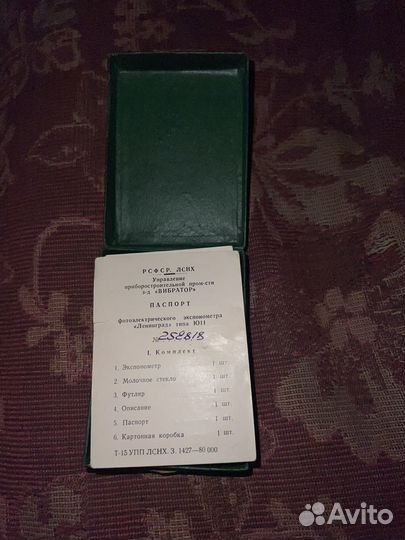 РСФСР, ЛСНХ
Управление
приборостроительной пром-сти
з-д «ВИБРАТОР»
ПАСПОРТ
фотоэлектрического экспонометра
«Ленинград» типа Ю11
№ 252818
I. Комплект
1. Экспонометр 1 шт.
2. Молочное стекло 1 шт.
3. Футляр 1 шт.
4. Описание 1 шт.
5. Паспорт 1 шт.
6. Картонная коробка 1 шт.
Т-15 УПП ЛСНХ. З. 1427—80 000
Avito